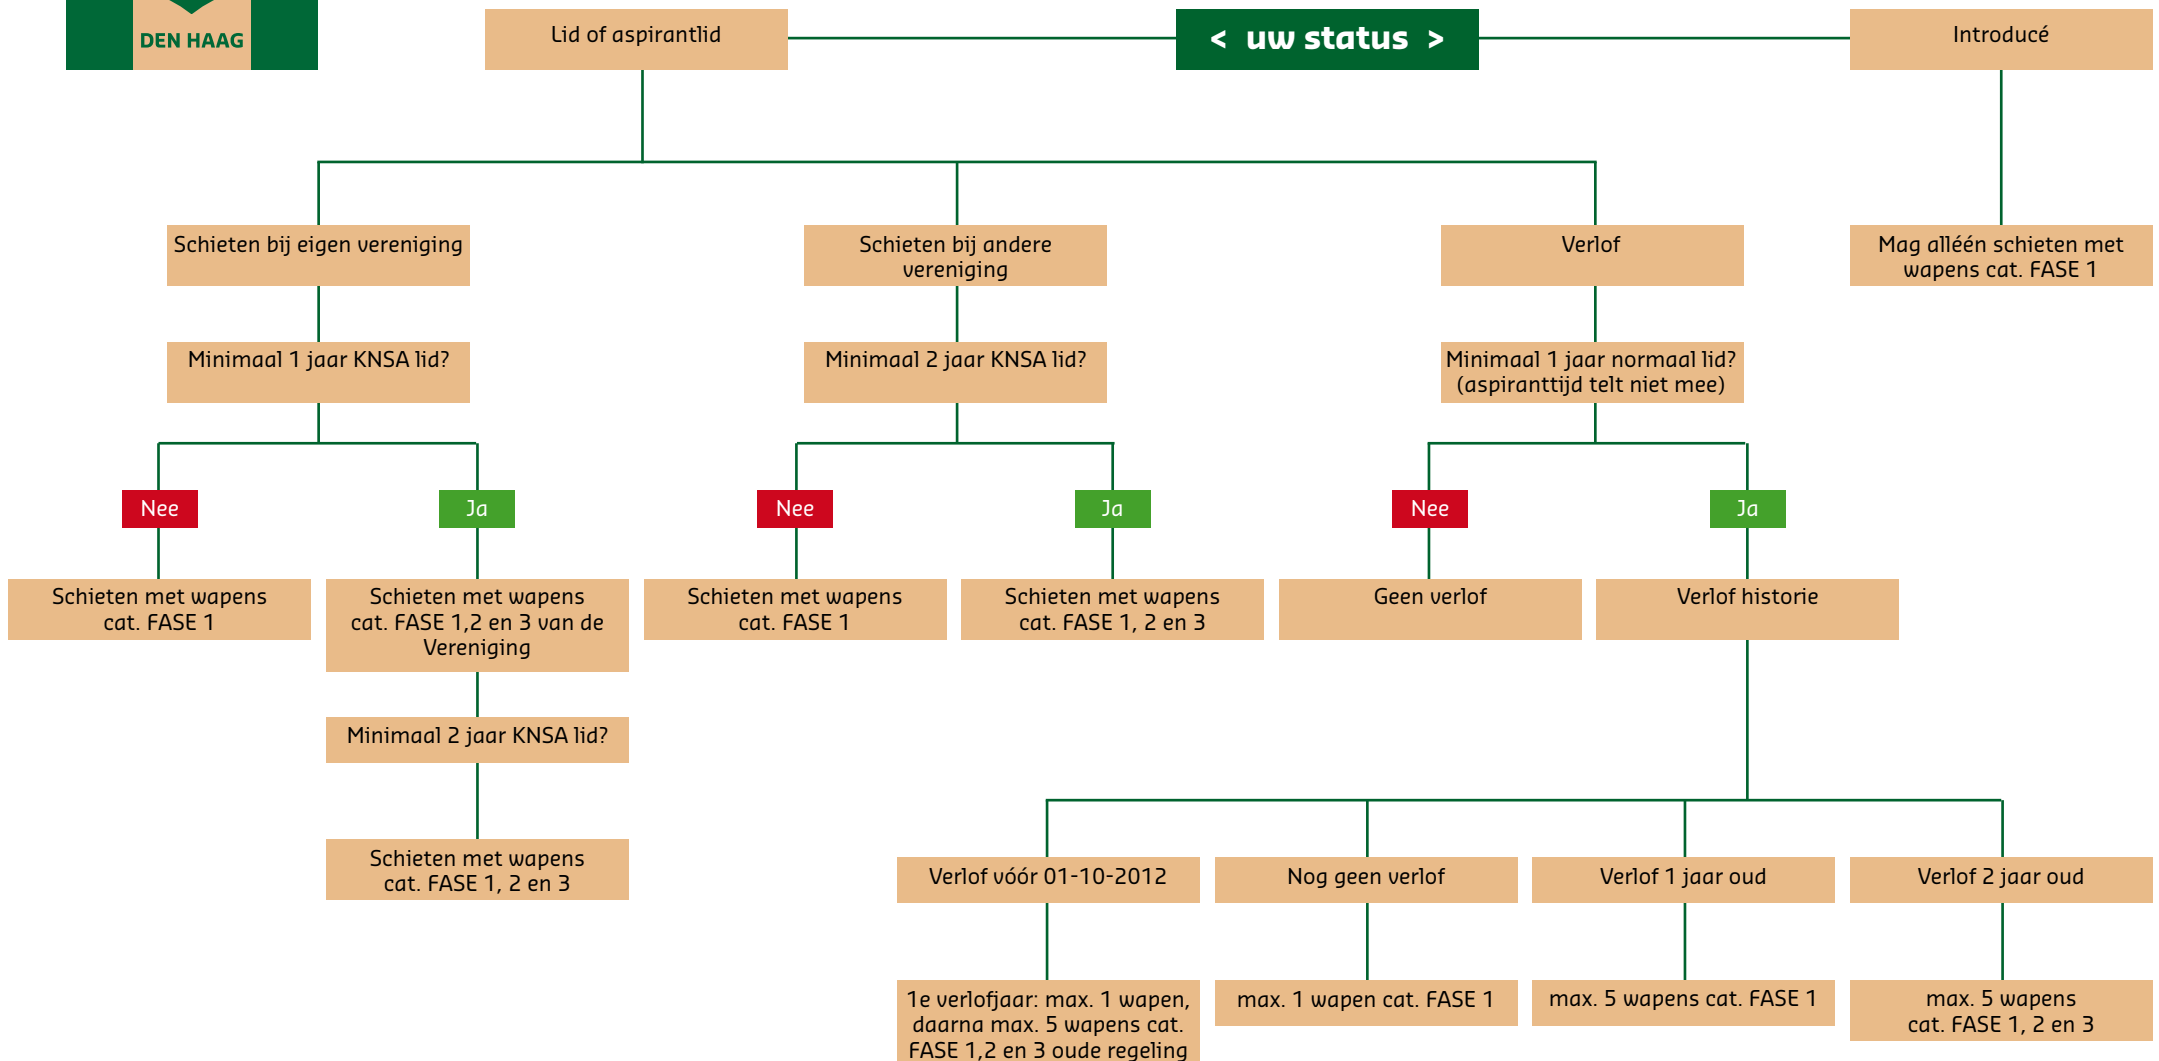 DEN HAAG
Lid of aspirantlid
< uw status >
Introducé
Schieten bij eigen vereniging
Schieten bij andere
vereniging
Verlof
Mag alléén schieten met
wapens cat. FASE 1
Minimaal 1 jaar KNSA lid?
Minimaal 2 jaar KNSA lid?
Minimaal 1 jaar normaal lid?
(aspiranttijd telt niet mee)
Nee
Ja
Nee
Ja
Nee
Ja
Schieten met wapens
cat. FASE 1
Schieten met wapens
cat. FASE 1,2 en 3 van de
Vereniging
Schieten met wapens
cat. FASE 1
Schieten met wapens
cat. FASE 1, 2 en 3
Geen verlof
Verlof historie
Minimaal 2 jaar KNSA lid?
Schieten met wapens
cat. FASE 1, 2 en 3
Verlof vóór 01-10-2012
Nog geen verlof
Verlof 1 jaar oud
Verlof 2 jaar oud
1e verlofjaar: max. 1 wapen,
daarna max. 5 wapens cat.
FASE 1,2 en 3 oude regeling
max. 1 wapen cat. FASE 1
max. 5 wapens cat. FASE 1
max. 5 wapens
cat. FASE 1, 2 en 3